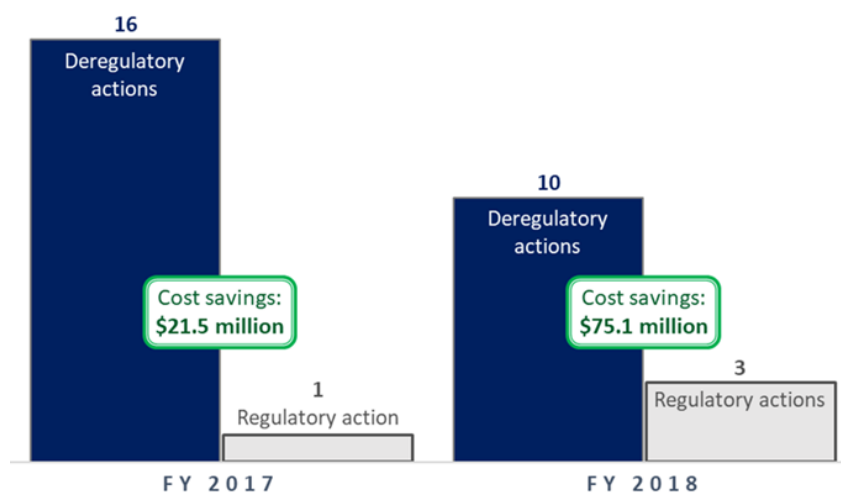 16
Deregulatory
actions
Cost savings:
$21.5 million
1
Regulatory action
FY 2017
10
Deregulatory
actions
Cost savings:
$75.1 million
3
Regulatory actions
FY 2018